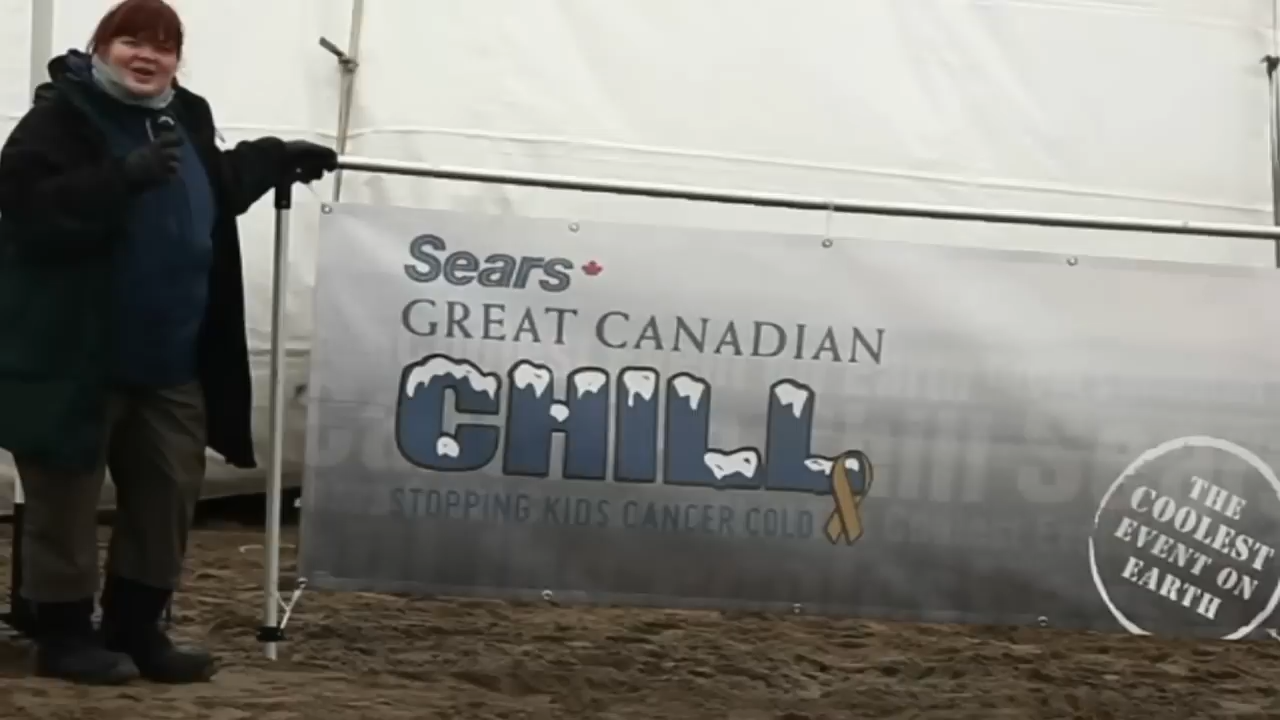 Sears
GREAT CANADIAN
CHILL
STOPPING KIDS CANCER COLD
THE
COOLEST
EVENT ON
EARTH